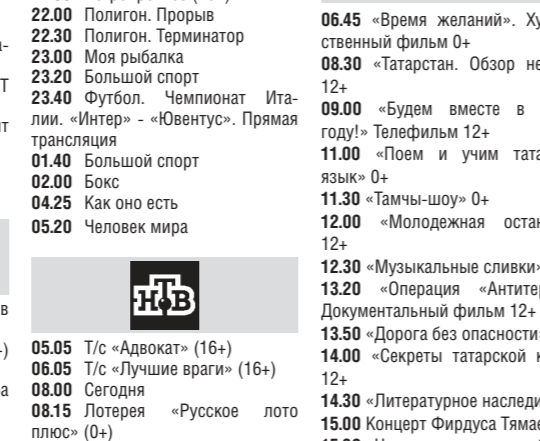 22.00 Полигон. Прорыв
22.30 Полигон. Терминатор
23.00 Моя рыбалка
23.20 Большой спорт
23.40 Футбол. Чемпионат Ита-
лии. «Интер» - «Ювентус». Прямая
трансляция
01.40 Большой спорт
02.00 Бокс
04.25 Как оно есть
05.20 Человек мира
НТВ
05.05 Т/с «Адвокат» (16+)
06.05 Т/с «Лучшие враги» (16+)
08.00 Сегодня
08.15 Лотерея «Русское лото
плюс» (0+)
06.45 «Время желаний».
ственный фильм 0+
08.30 «Татарстан. Обзор
12+
09.00 «Будем вместе в
году!» Телефильм 12+
11.00 «Поем и учим
язык» 0+
11.30 «Тамчы-шоу» 0+
12.00 «Молодежная
12+
12.30 «Музыкальные сливки»
13.20 «Операция
Документальный фильм 12+
13.50 «Дорога без опасности»
14.00 «Секреты татарской
12+
14.30 «Литературное
15.00 Концерт Фирдуса